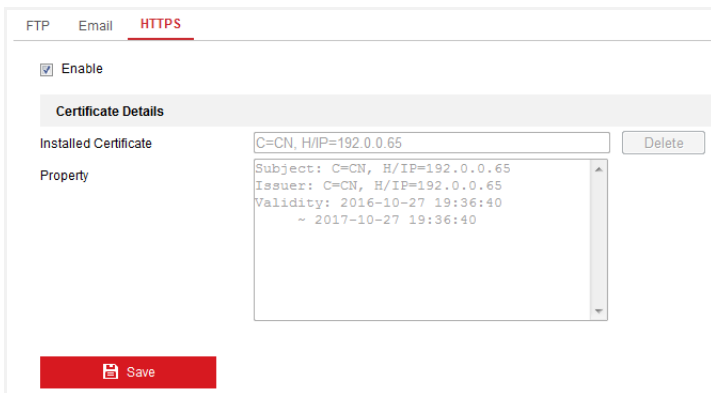 FTP Email HTTPS
Enable
Certificate Details
Installed Certificate C=CN, H/IP=192.0.0.65 Delete
Property
Subject: C=CN, H/IP=192.0.0.65
Issuer: C=CN, H/IP=192.0.0.65
Validity: 2016-10-27 19:36:40
~ 2017-10-27 19:36:40
Save